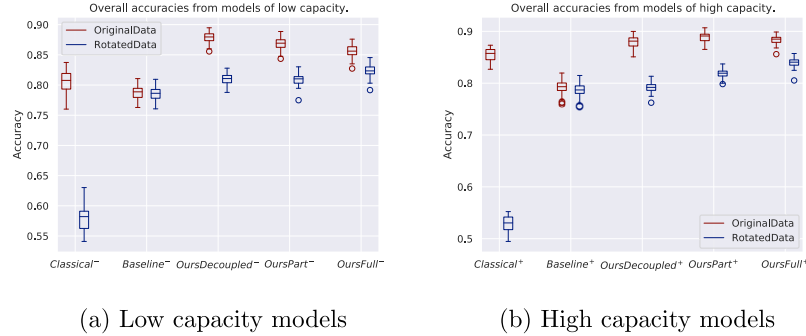 Overall accuracies from models of low capacity.
Accuracy
0.90
0.85
0.80
0.75
0.70
0.65
0.60
0.55
OriginalData
RotatedData
Classical⁻ Baseline⁻ OursDecoupled⁻ OursPart⁻ OursFull⁻
(a) Low capacity models
Overall accuracies from models of high capacity.
Accuracy
0.9
0.8
0.7
0.6
0.5
OriginalData
RotatedData
Classical⁺ Baseline⁺ OursDecoupled⁺ OursPart⁺ OursFull⁺
(b) High capacity models